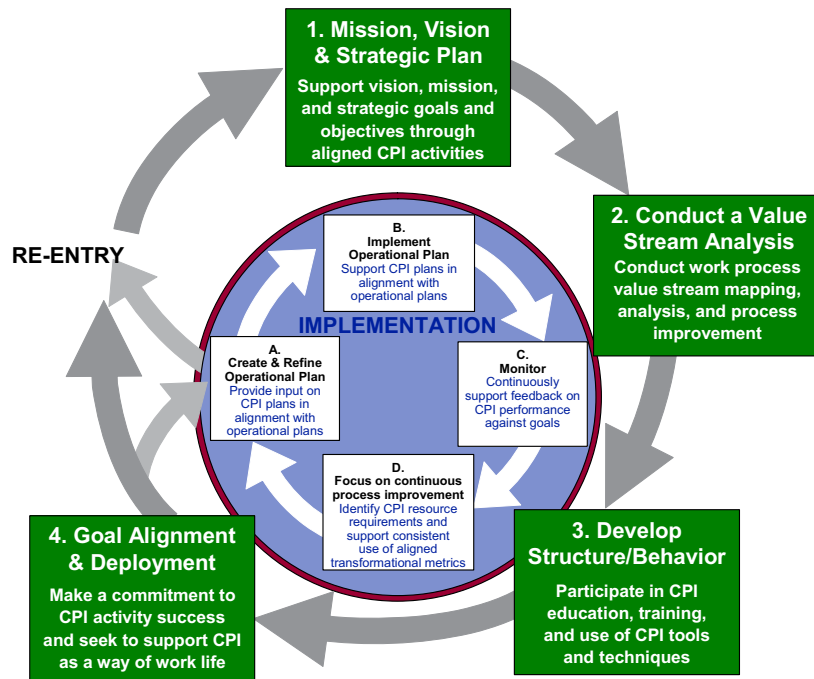 1. Mission, Vision
& Strategic Plan
Support vision, mission,
and strategic goals and
objectives through
aligned CPI activities
2. Conduct a Value
Stream Analysis
Conduct work process
value stream mapping,
analysis, and process
improvement
3. Develop
Structure/Behavior
Participate in CPI
education, training,
and use of CPI tools
and techniques
4. Goal Alignment
& Deployment
Make a commitment to
CPI activity success
and seek to support CPI
as a way of work life
RE-ENTRY
IMPLEMENTATION
A.
Create & Refine
Operational Plan
Provide input on
CPI plans in
alignment with
operational plans
B.
Implement
Operational Plan
Support CPI plans in
alignment with
operational plans
C.
Monitor
Continuously
support feedback on
CPI performance
against goals
D.
Focus on continuous
process improvement
Identify CPI resource
requirements and
support consistent
use of aligned
transformational metrics